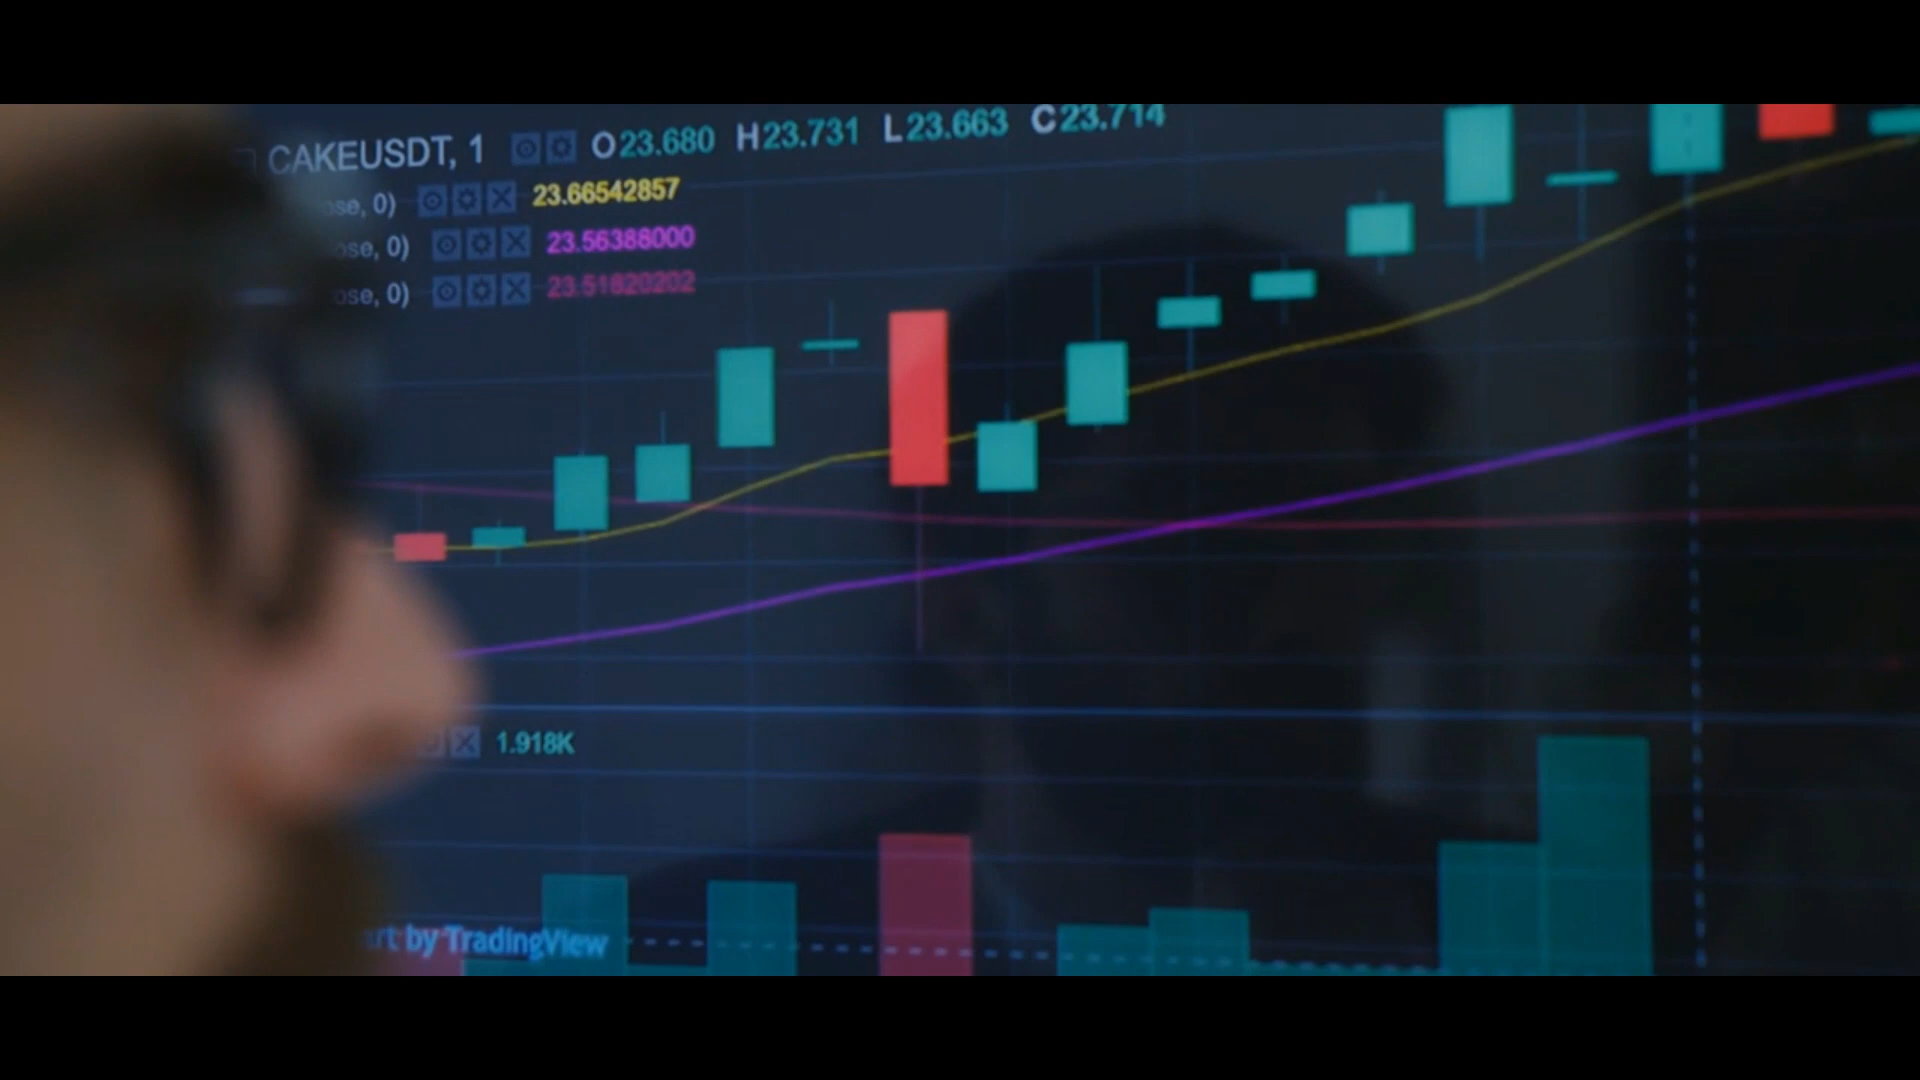 CAKEUSDT, 1 O23.680 H23.731 L23.663 C23.714
ose, 0) 23.66542857
ose, 0) 23.56388000
ose, 0) 23.51820202
1.918K
art by TradingView